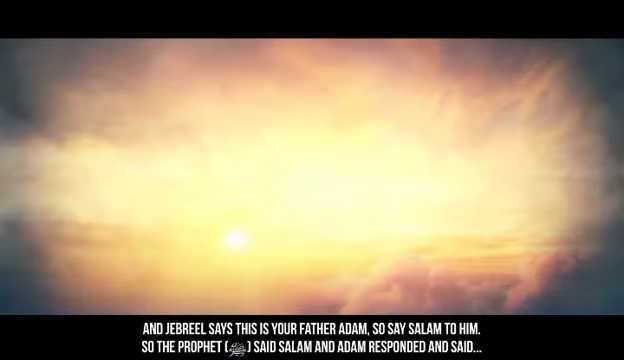 AND JEBREEL SAYS THIS IS YOUR FATHER ADAM, SO SAY SALAM TO HIM.
SO THE PROPHET (ﷺ) SAID SALAM AND ADAM RESPONDED AND SAID...